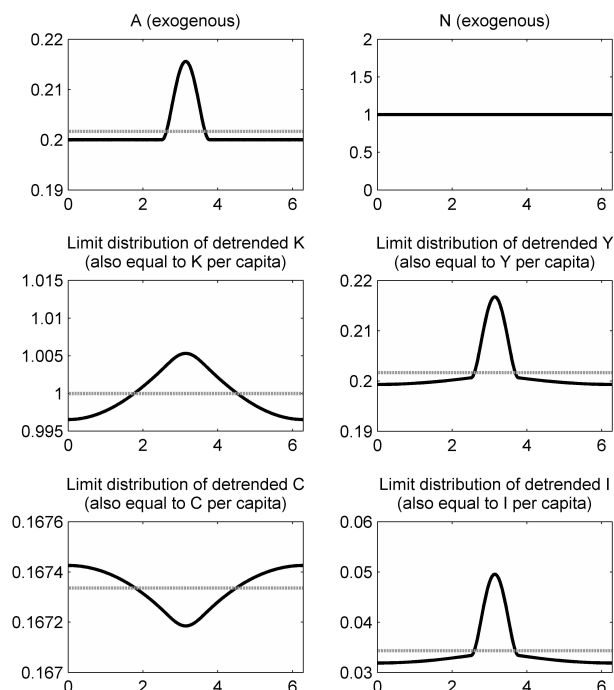 A (exogenous)
0.22
0.21
0.2
0.19
0 2 4 6
N (exogenous)
2
1.5
1
0.5
0
0 2 4 6
Limit distribution of detrended K
(also equal to K per capita)
1.015
1.01
1.005
1
0.995
0 2 4 6
Limit distribution of detrended Y
(also equal to Y per capita)
0.22
0.21
0.2
0.19
0 2 4 6
Limit distribution of detrended C
(also equal to C per capita)
0.1676
0.1674
0.1672
0.167
0 2 4 6
Limit distribution of detrended I
(also equal to I per capita)
0.06
0.05
0.04
0.03
0 2 4 6